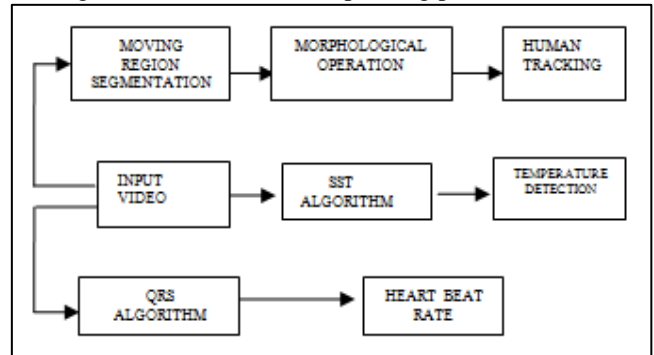 MOVING
REGION
SEGMENTATION
MORPHOLOGICAL
OPERATION
HUMAN
TRACKING
INPUT
VIDEO
SST
ALGORITHM
TEMPERATURE
DETECTION
QRS
ALGORITHM
HEART BEAT
RATE